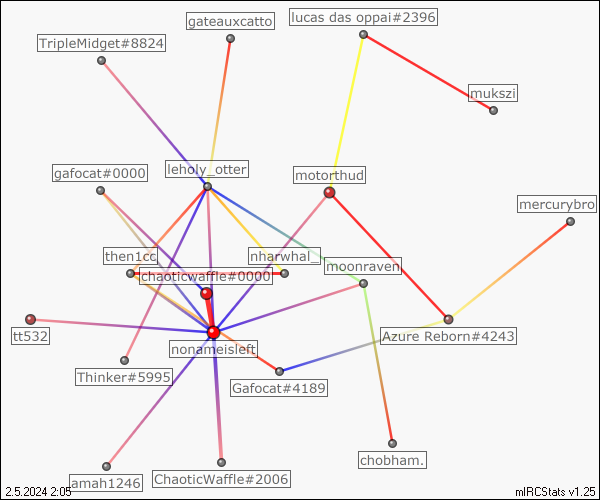 gateauxcatto
lucas das oppai#2396
TripleMidget#8824
mukszi
leholy_otter
gafocat#0000
motorthud
mercurybro
then1cc
nharwhal_
moonraven
chaoticwaffle#0000
tt532
nonameisleft
Azure Reborn#4243
Thinker#5995
Gafocat#4189
chobham.
amah1246
ChaoticWaffle#2006
2.5.2024 2:05
mIRCStats v1.25